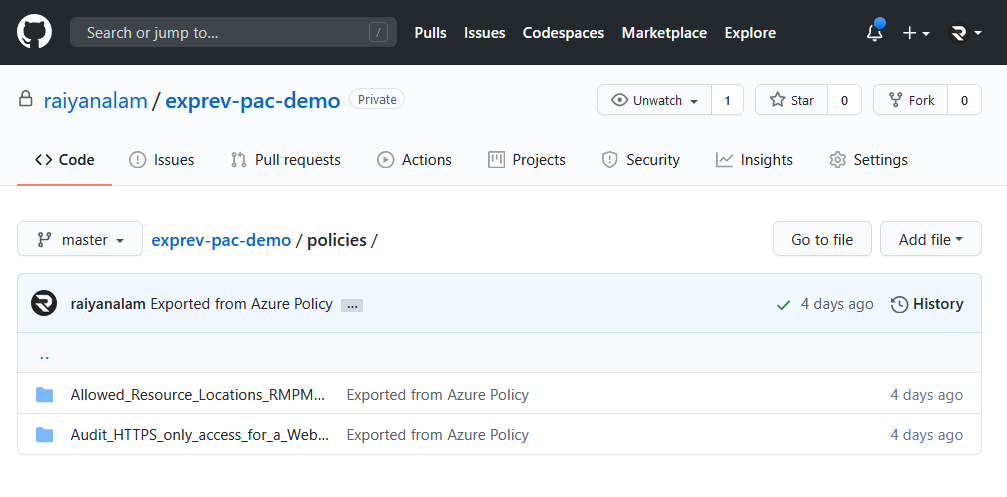 Search or jump to... / Pulls Issues Codespaces Marketplace Explore
raiyanalam / exprev-pac-demo Private Unwatch 1 Star 0 Fork 0
Code Issues Pull requests Actions Projects Security Insights Settings
master exprev-pac-demo / policies / Go to file Add file
raiyanalam Exported from Azure Policy ... 4 days ago History
..
Allowed_Resource_Locations_RMPM... Exported from Azure Policy 4 days ago
Audit_HTTPS_only_access_for_a_Web... Exported from Azure Policy 4 days ago